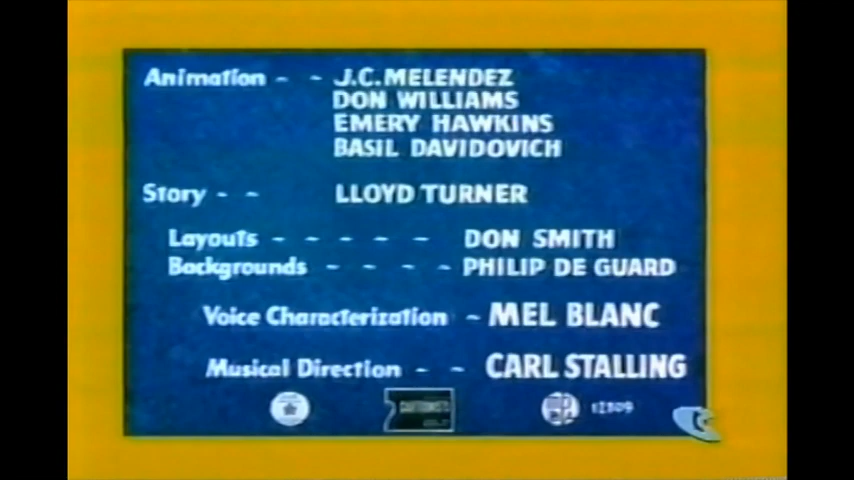 Animation - - J.C. MELENDEZ
DON WILLIAMS
EMERY HAWKINS
BASIL DAVIDOVICH
Story - - LLOYD TURNER
Layouts - - - - - DON SMITH
Backgrounds - - - - PHILIP DE GUARD
Voice Characterization - MEL BLANC
Musical Direction - - CARL STALLING